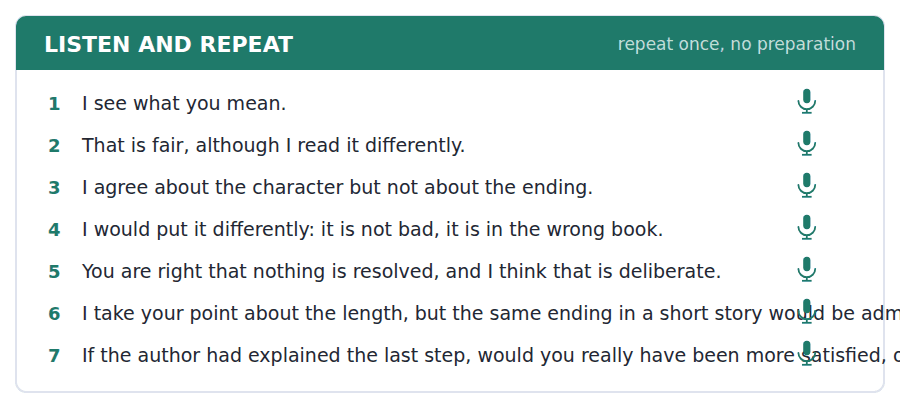 LISTEN AND REPEAT
repeat once, no preparation
1 I see what you mean.
2 That is fair, although I read it differently.
3 I agree about the character but not about the ending.
4 I would put it differently: it is not bad, it is in the wrong book.
5 You are right that nothing is resolved, and I think that is deliberate.
6 I take your point about the length, but the same ending in a short story would be
7 If the author had explained the last step, would you really have been more satisfied,